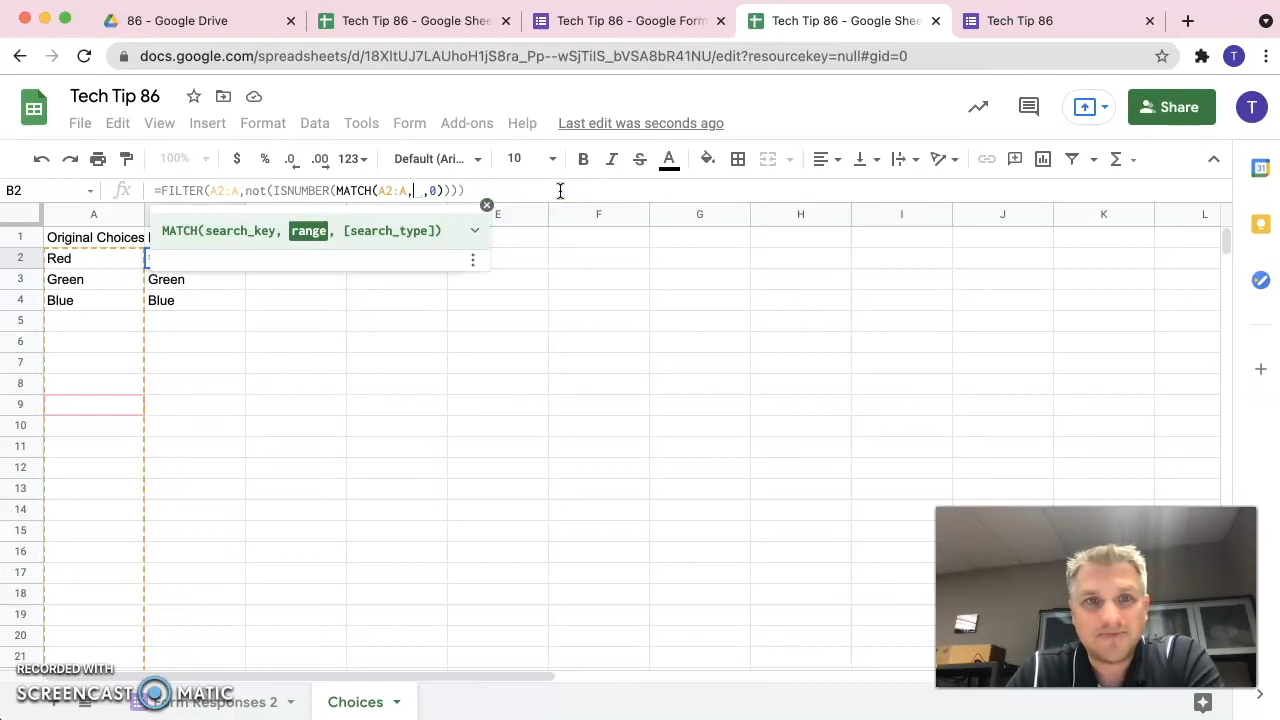 86 - Google Drive
Tech Tip 86 - Google Shee
Tech Tip 86 - Google Form
Tech Tip 86 - Google Shee
Tech Tip 86
docs.google.com/spreadsheets/d/18XltUJ7LAUhoH1jS8ra_Pp--wSjTilS_bVSA8bR41NU/edit?resourcekey=null#gid=0
T
Tech Tip 86
File Edit View Insert Format Data Tools Form Add-ons Help Last edit was seconds ago
Share
T
100% $ % .0 .00 123 Default (Ari... 10 B I S A
B2 fx =FILTER(A2:A,not(ISNUMBER(MATCH(A2:A,_,0))))
A E F G H I J K L
MATCH(search_key, range, [search_type])
1 Original Choices
2 Red
3 Green Green
4 Blue Blue
5
6
7
8
9
10
11
12
13
14
15
16
17
18
19
20
21
RECORDED WITH
SCREENCAST MATIC
Form Responses 2
Choices
31